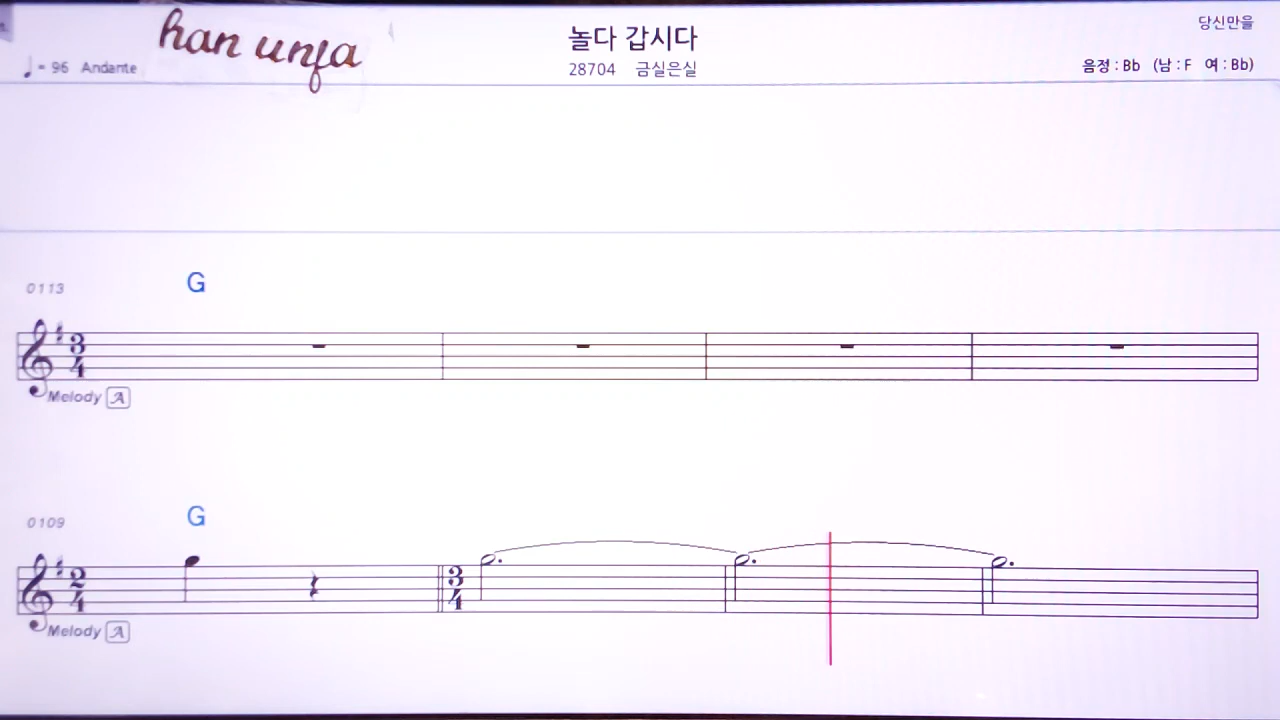 han unfa
놀다 갑시다
당신만을
♩ = 96 Andante
28704 금실은실
음정 : Bb (남 : F 여 : Bb)
0113
G
3
4
Melody A
0109
G
2
4
3
4
Melody A